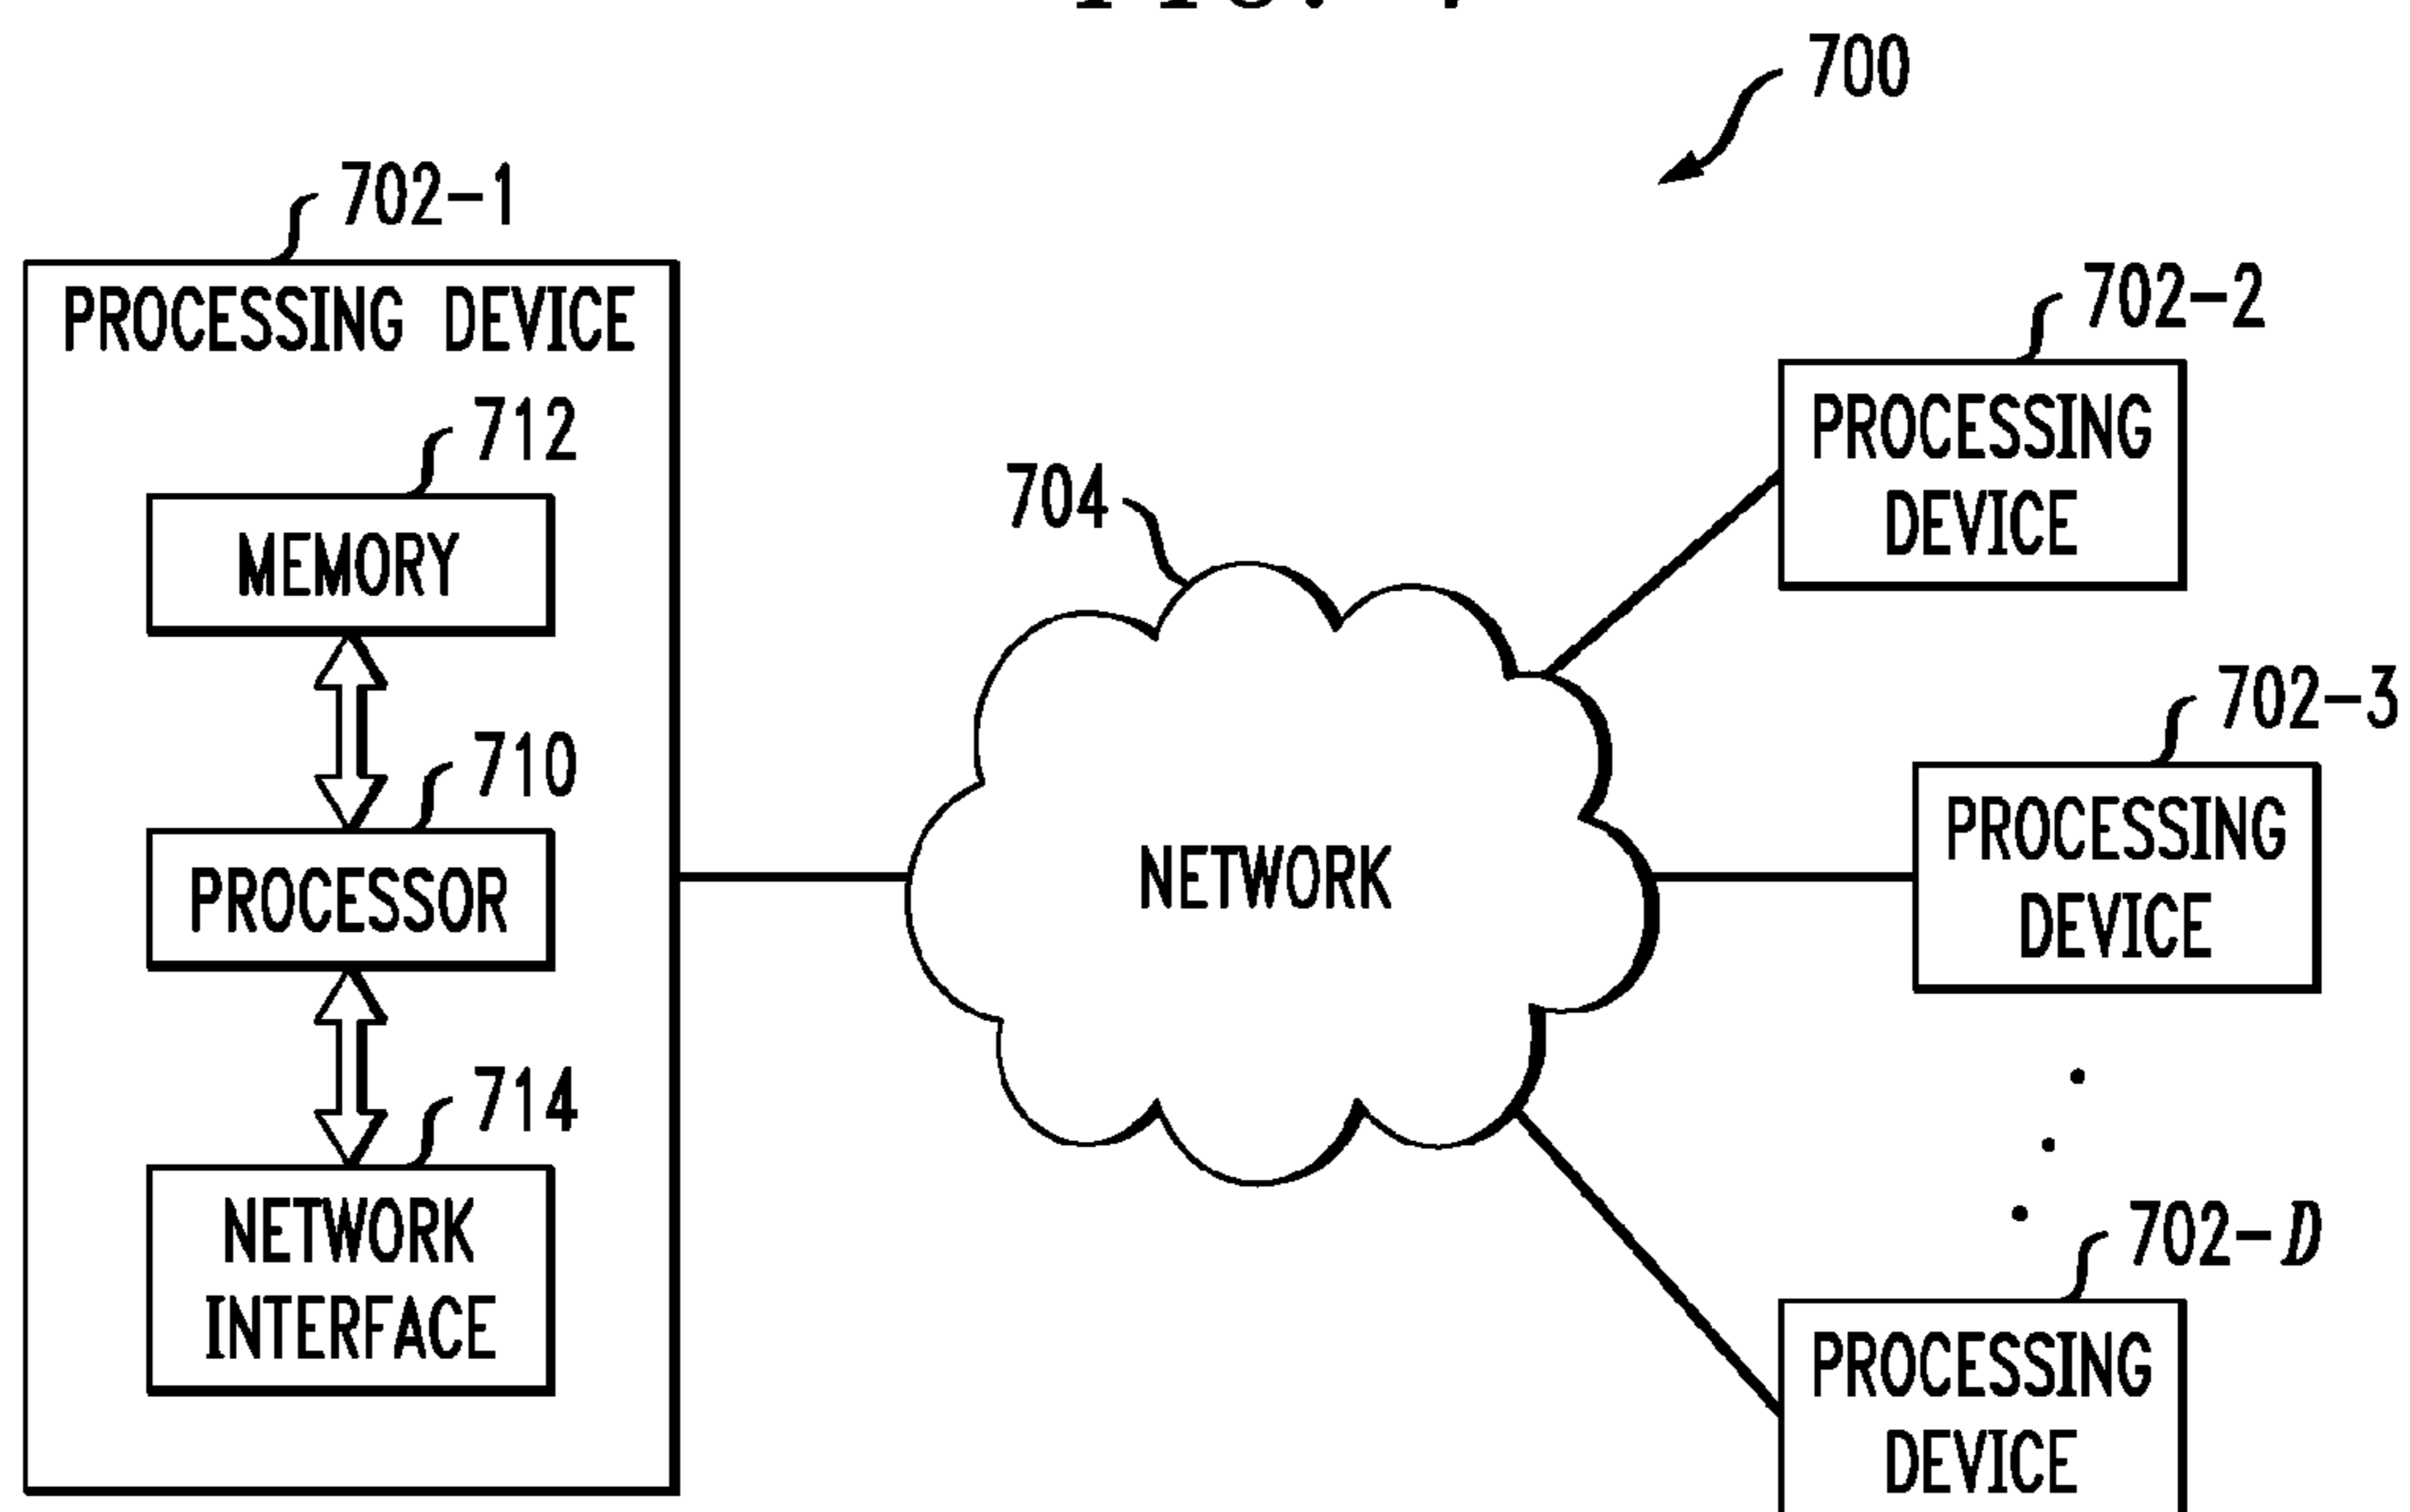 700
702-1
PROCESSING DEVICE
712
MEMORY
710
PROCESSOR
714
NETWORK
INTERFACE
704
NETWORK
702-2
PROCESSING
DEVICE
702-3
PROCESSING
DEVICE
702-D
PROCESSING
DEVICE